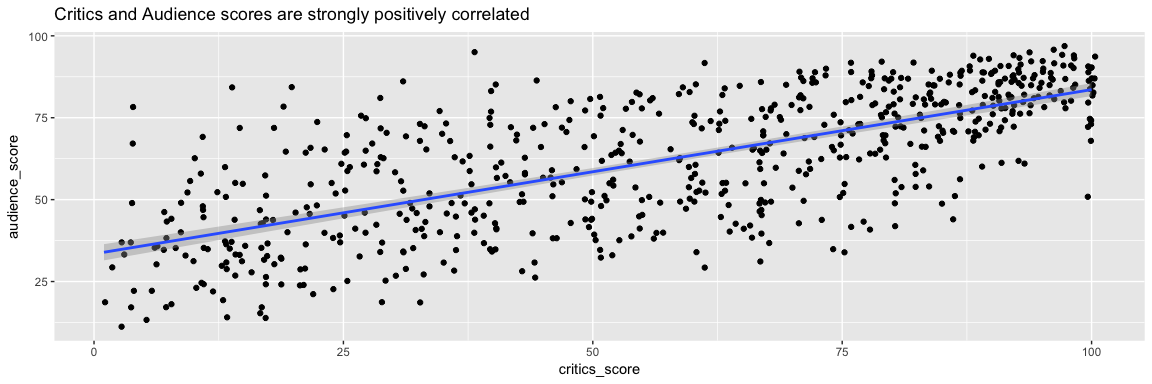 Critics and Audience scores are strongly positively correlated
100
75
50
25
audience_score
0 25 50 75 100
critics_score